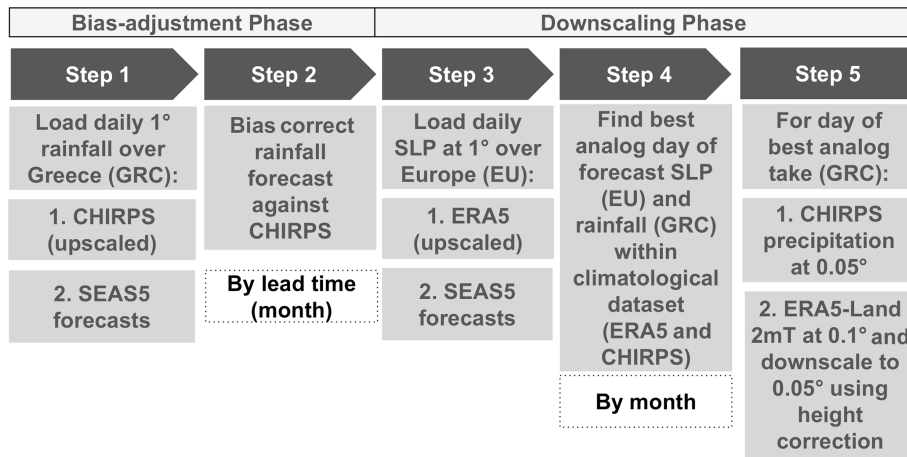 Bias-adjustment Phase
Downscaling Phase
Step 1
Step 2
Step 3
Step 4
Step 5
Load daily 1°
rainfall over
Greece (GRC):
1. CHIRPS
(upscaled)
2. SEAS5
forecasts
Bias correct
rainfall
forecast
against
CHIRPS
By lead time
(month)
Load daily
SLP at 1° over
Europe (EU):
1. ERA5
(upscaled)
2. SEAS5
forecasts
Find best
analog day of
forecast SLP
(EU) and
rainfall (GRC)
within
climatological
dataset
(ERA5 and
CHIRPS)
By month
For day of
best analog
take (GRC):
1. CHIRPS
precipitation
at 0.05°
2. ERA5-Land
2mT at 0.1° and
downscale to
0.05° using
height
correction